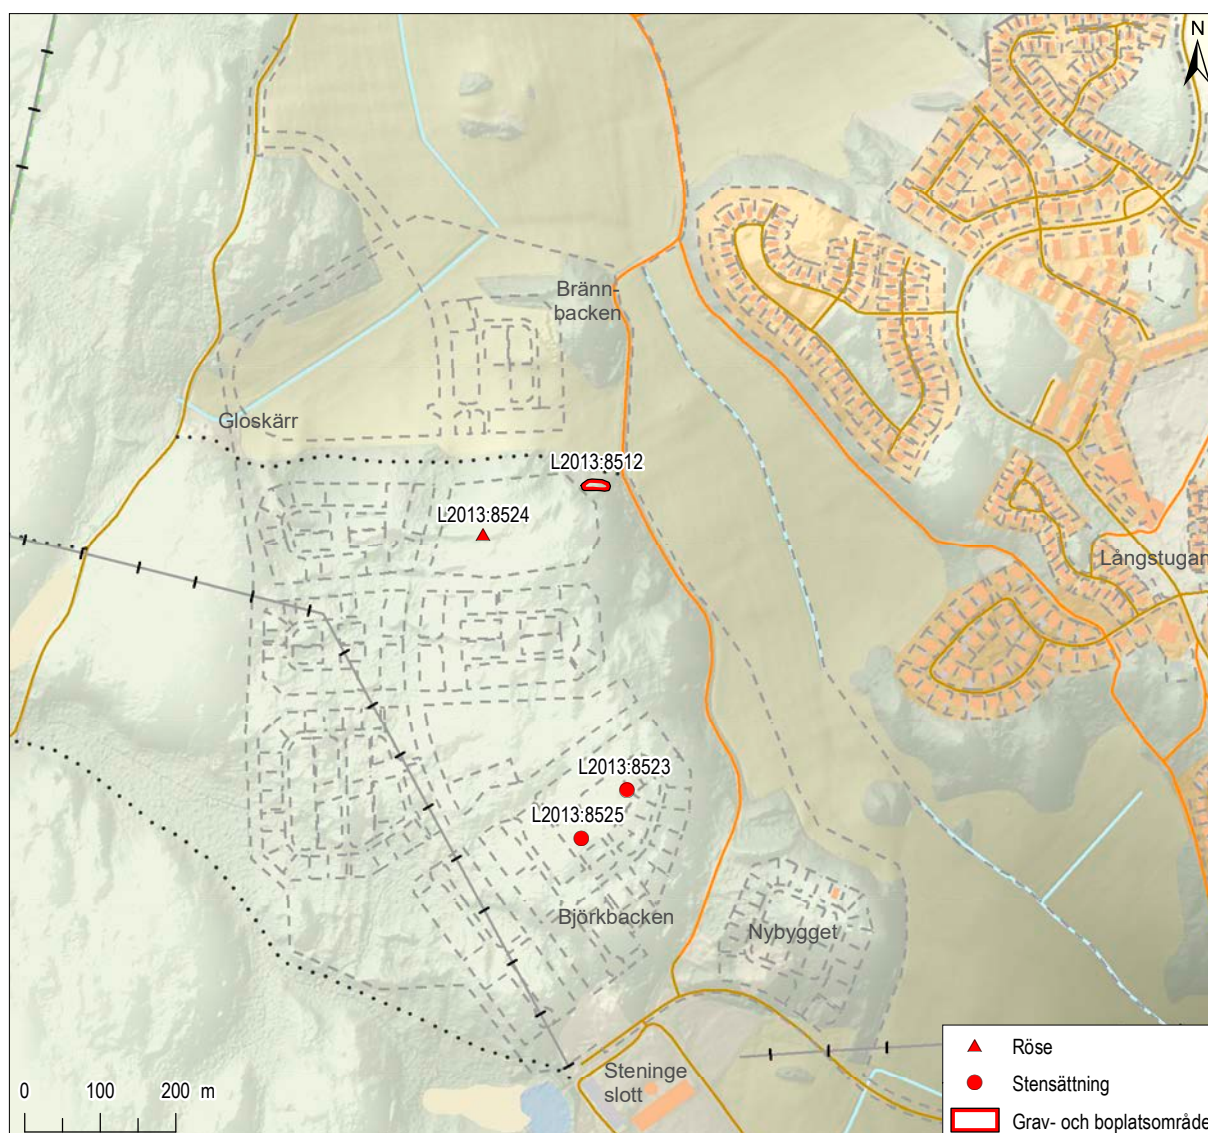 N
Bränn-
backen
Gloskärr
L2013:8512
L2013:8524
Långstugan
L2013:8523
L2013:8525
Björkbacken
Nybygget
Steninge
slott
0 100 200 m
Röse
Stensättning
Grav- och boplatsområde